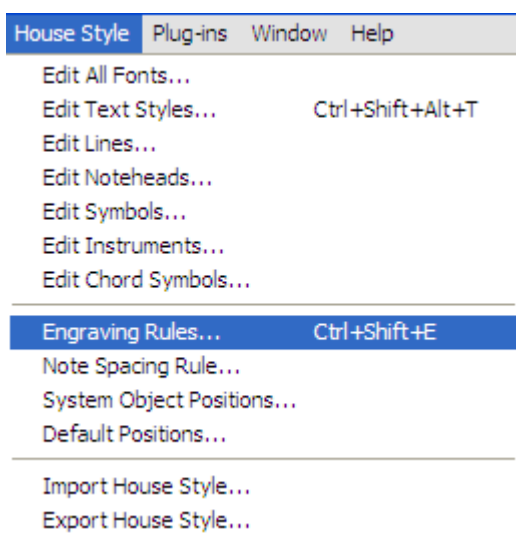 House Style Plug-ins Window Help
Edit All Fonts...
Edit Text Styles... Ctrl+Shift+Alt+T
Edit Lines...
Edit Noteheads...
Edit Symbols...
Edit Instruments...
Edit Chord Symbols...
Engraving Rules... Ctrl+Shift+E
Note Spacing Rule...
System Object Positions...
Default Positions...
Import House Style...
Export House Style...